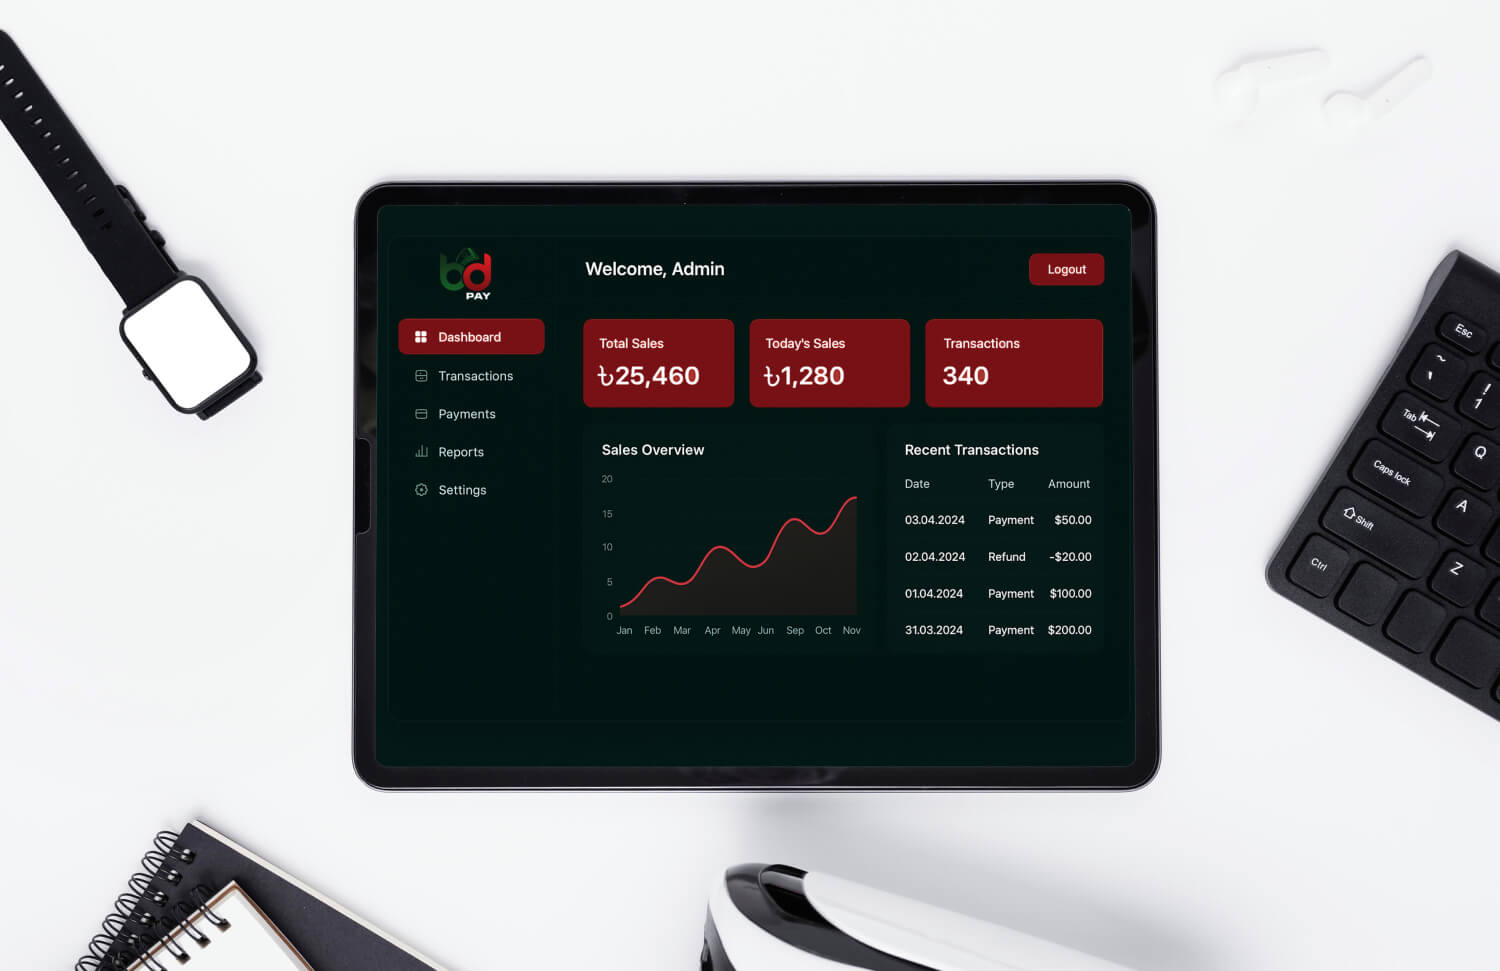 bd
PAY
Welcome, Admin
Logout
Dashboard
Transactions
Payments
Reports
Settings
Total Sales
৳25,460
Today's Sales
৳1,280
Transactions
340
Sales Overview
20
15
10
5
0
Jan Feb Mar Apr May Jun Sep Oct Nov
Recent Transactions
Date Type Amount
03.04.2024 Payment $50.00
02.04.2024 Refund -$20.00
01.04.2024 Payment $100.00
31.03.2024 Payment $200.00
Esc
~
!
1
Tab
Q
Caps lock
A
Shift
Z
Ctrl